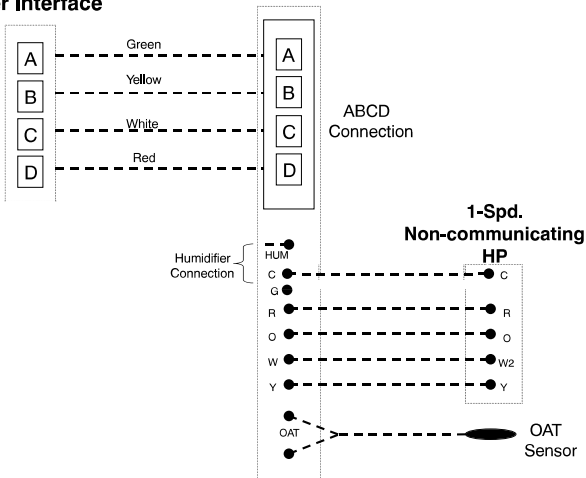 er Interface
A Green A
B Yellow B
C White C
D Red D
ABCD
Connection
1-Spd.
Non-communicating
HP
Humidifier
Connection
HUM
C C
G
R R
O O
W W2
Y Y
OAT
OAT
Sensor